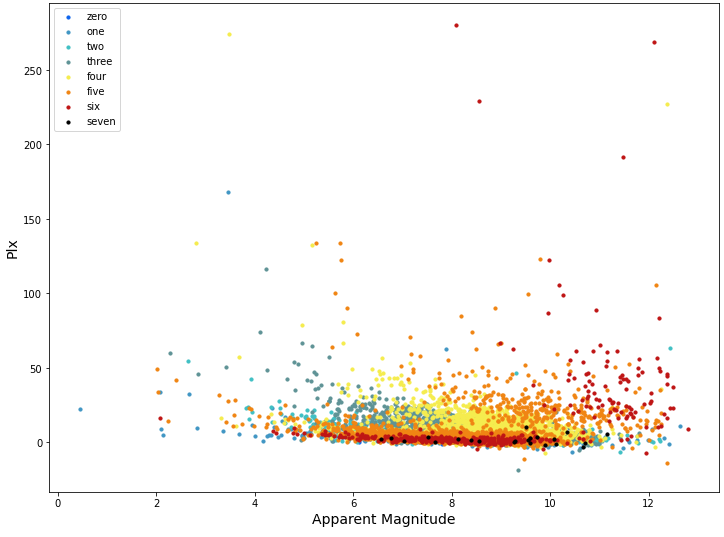 zero
one
two
three
four
five
six
seven
250
200
150
100
50
0
Plx
0 2 4 6 8 10 12
Apparent Magnitude